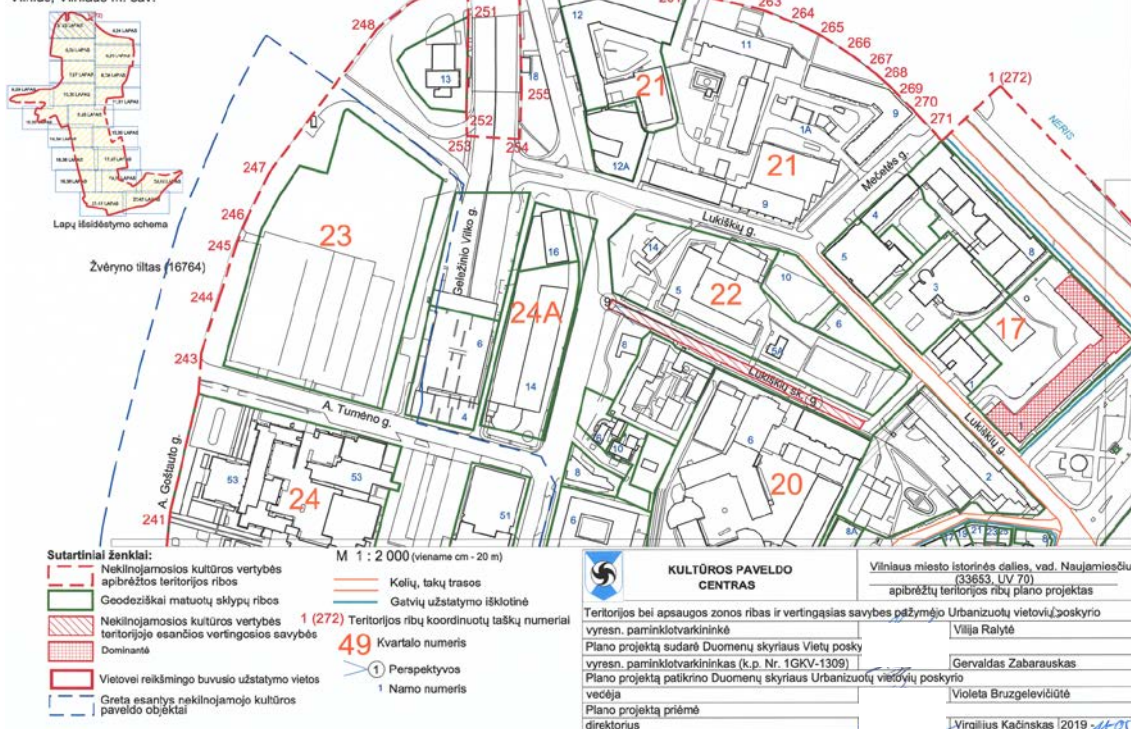 248
251
263
264
265
266
267
268
269
270
271
1 (272)
NERIS
12
11
13
18
255
21
252
253
254
12A
1A
9
21
9
Mečetės g.
247
246
245
244
243
241
23
Lapų išsidėstymo schema
Žvėryno tiltas (16764)
Geležinio Vilko g.
Lukiškių g.
16
24A
14
6
4
14
5
22
10
6
5A
9
Lukiškių sk. g.
4
5
3
8
17
1
1
Lukiškių g.
2
8
10
8
6
6
20
8A
A. Tumėno g.
A. Goštauto g.
53
24
53
51
Sutartiniai ženklai:
Nekilnojamosios kultūros vertybės
apibrėžtos teritorijos ribos
Geodeziškai matuotų sklypų ribos
Nekilnojamosios kultūros vertybės
teritorijoje esančios vertingosios savybės
Dominantė
Vietovei reikšmingo buvusio užstatymo vietos
Greta esantys nekilnojamojo kultūros
paveldo objektai
M 1 : 2 000 (viename cm - 20 m)
Kelių, takų trasos
Gatvių užstatymo išklotinė
1 (272) Teritorijos ribų koordinuotų taškų numeriai
49 Kvartalo numeris
1 Perspektyvos
1 Namo numeris
KULTŪROS PAVELDO
CENTRAS
Vilniaus miesto istorinės dalies, vad. Naujamiesčiu
(33653, UV 70)
apibrėžtų teritorijos ribų plano projektas
Teritorijos bei apsaugos zonos ribas ir vertingąsias savybes pažymėjo Urbanizuotų vietovių poskyrio
vyresn. paminklotvarkininkė Vilija Ralytė
Plano projektą sudarė Duomenų skyriaus Vietų posky
vyresn. paminklotvarkininkas (k.p. Nr. 1GKV-1309) Gervaldas Zabarauskas
Plano projektą patikrino Duomenų skyriaus Urbanizuotų vietovių poskyrio
vedėja Violeta Bruzgelevičiūtė
Plano projektą priėmė
direktorius Virgilijus Kačinskas 2019 -